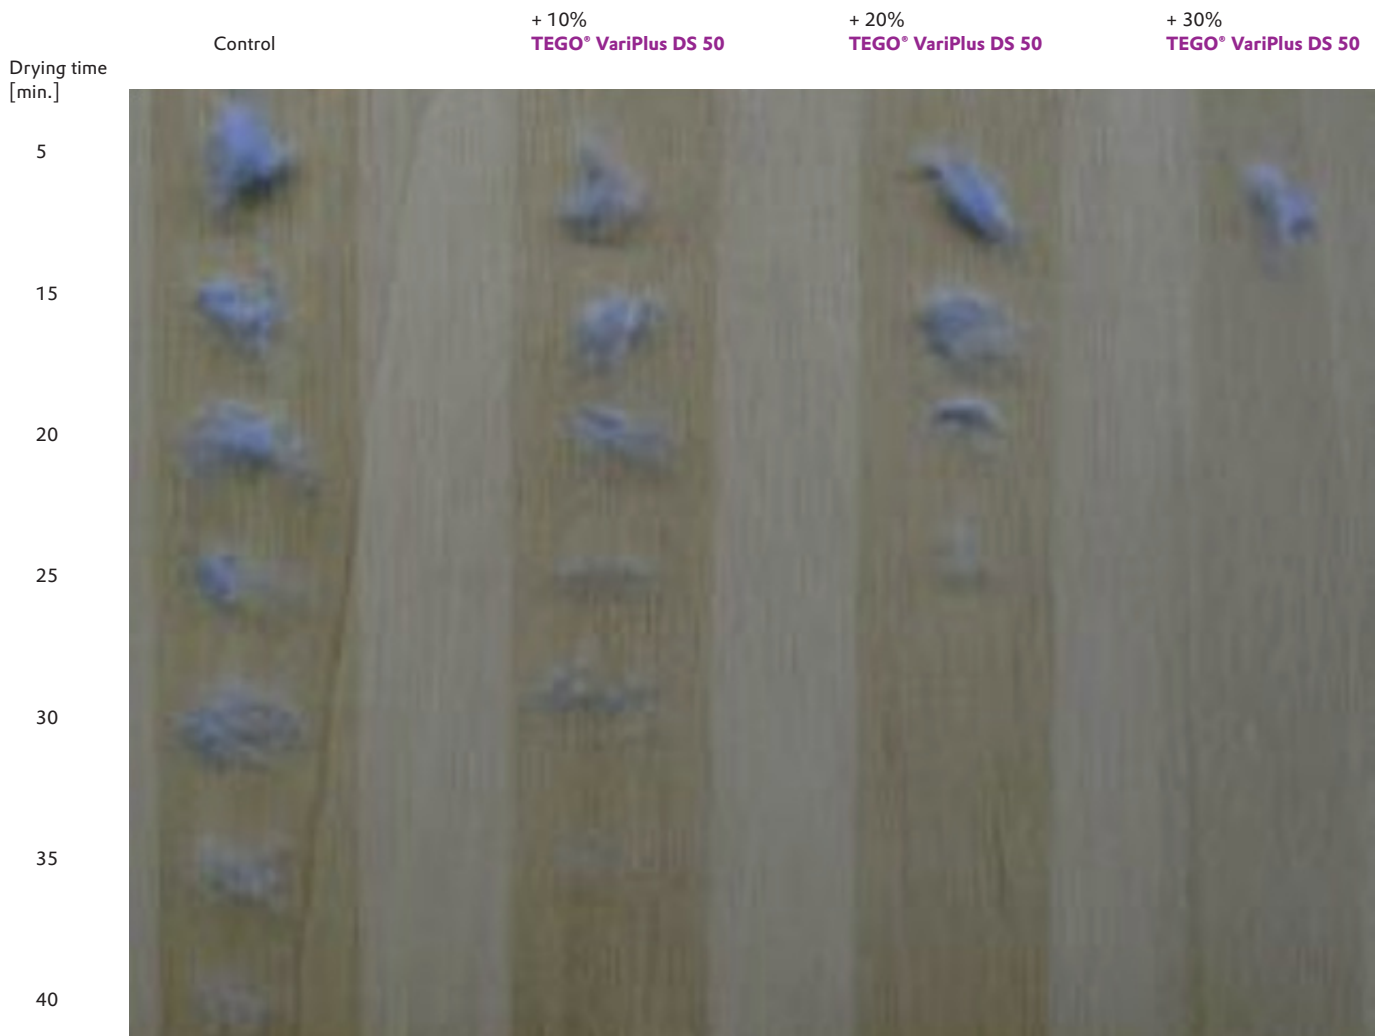 Control
+ 10%
TEGO® VariPlus DS 50
+ 20%
TEGO® VariPlus DS 50
+ 30%
TEGO® VariPlus DS 50
Drying time
[min.]
5
15
20
25
30
35
40